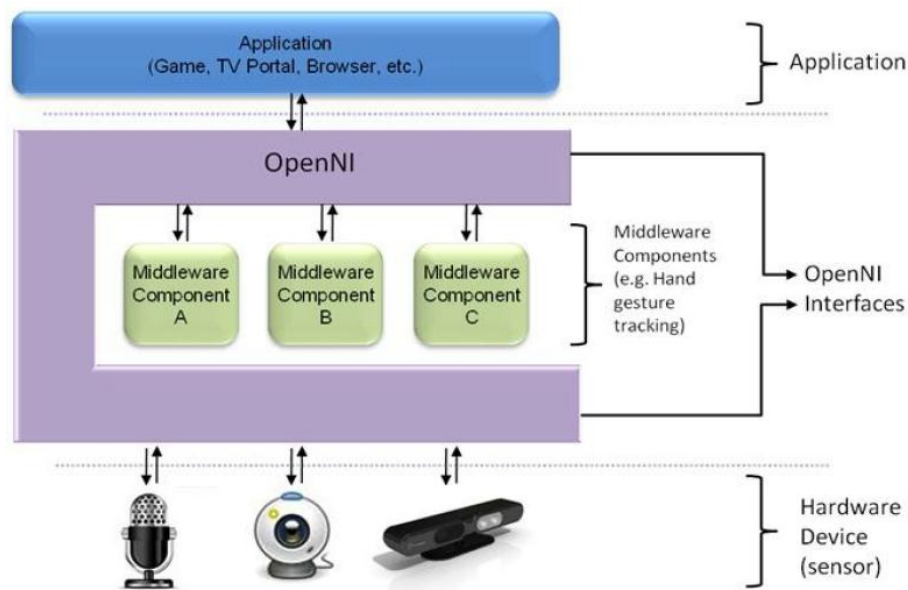 Application
(Game, TV Portal, Browser, etc.)
Application
OpenNI
Middleware
Component
A
Middleware
Component
B
Middleware
Component
C
Middleware
Components
(e.g. Hand
gesture
tracking)
OpenNI
Interfaces
Hardware
Device
(sensor)